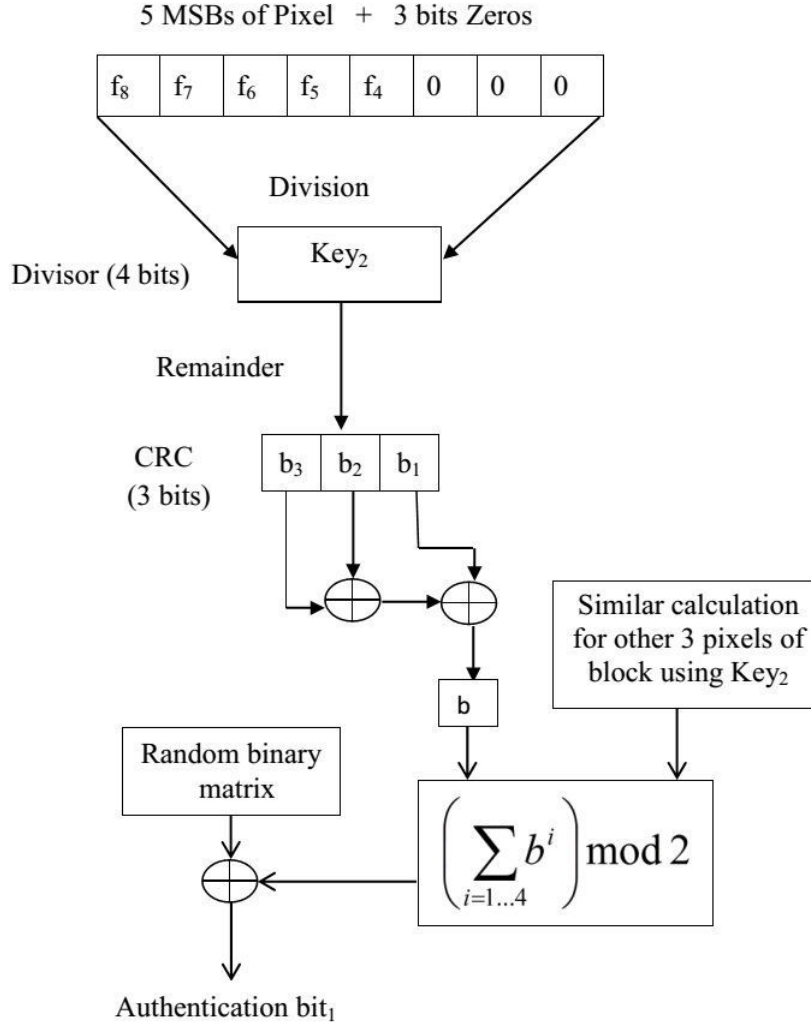 5 MSBs of Pixel + 3 bits Zeros
f₈ f₇ f₆ f₅ f₄ 0 0 0
Division
Key₂
Divisor (4 bits)
Remainder
CRC
(3 bits)
b₃ b₂ b₁
Similar calculation
for other 3 pixels of
block using Key₂
b
Random binary
matrix
(∑ bⁱ) mod 2
i=1...4
Authentication bit₁